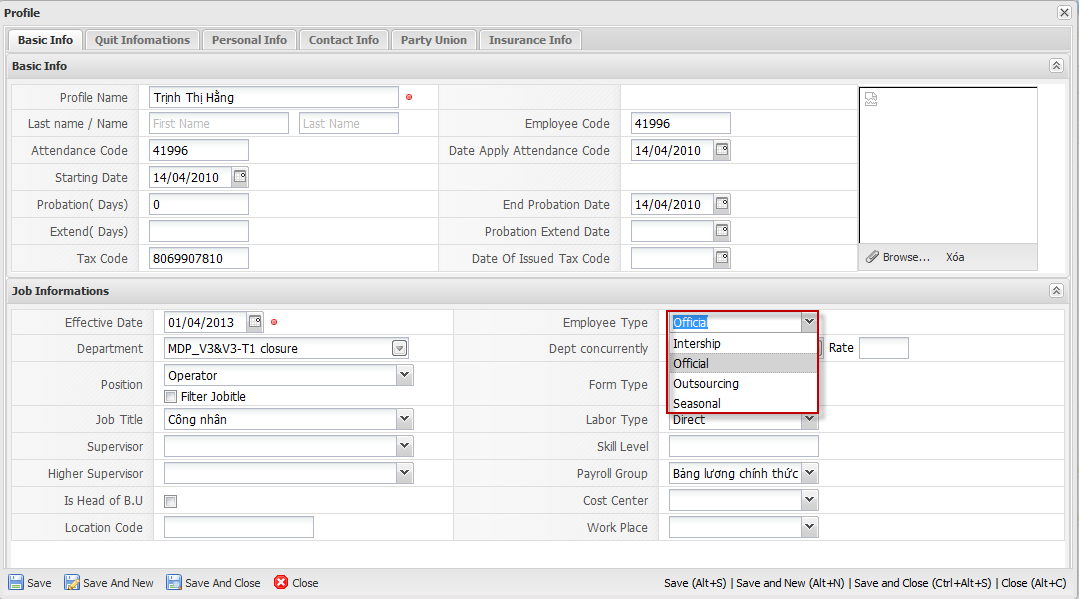 Profile
Basic Info Quit Infomations Personal Info Contact Info Party Union Insurance Info
Basic Info
Profile Name Trịnh Thị Hằng
Last name / Name First Name Last Name Employee Code 41996
Attendance Code 41996 Date Apply Attendance Code 14/04/2010
Starting Date 14/04/2010
Probation( Days) 0 End Probation Date 14/04/2010
Extend( Days) Probation Extend Date
Tax Code 8069907810 Date Of Issued Tax Code
Browse... Xóa
Job Informations
Effective Date 01/04/2013 Employee Type Official
Intership
Department MDP_V3&V3-T1 closure Dept concurrently Rate
Official
Position Operator Form Type
Outsourcing
Filter Jobitle
Seasonal
Job Title Công nhân Labor Type Direct
Supervisor Skill Level
Higher Supervisor Payroll Group Bảng lương chính thức
Is Head of B.U Cost Center
Location Code Work Place
Save Save And New Save And Close Close Save (Alt+S) | Save and New (Alt+N) | Save and Close (Ctrl+Alt+S) | Close (Alt+C)